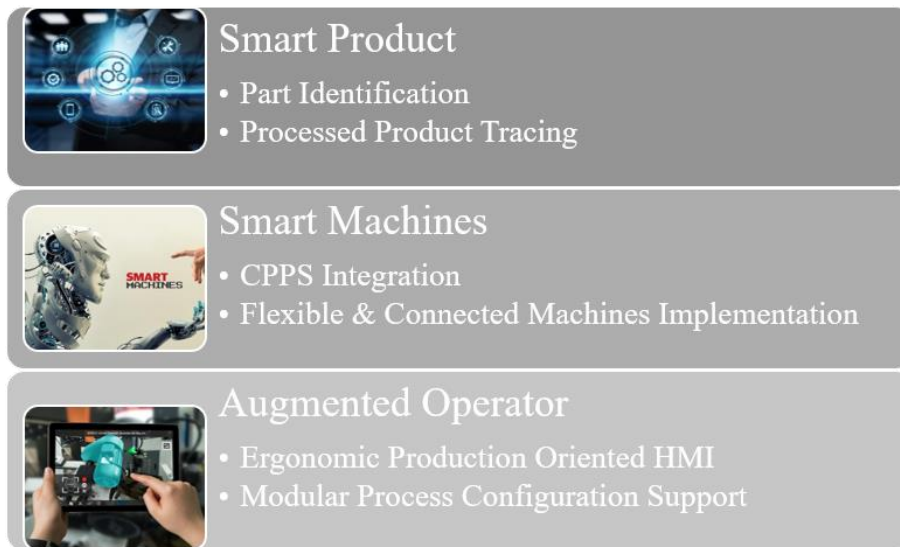 Smart Product
• Part Identification
• Processed Product Tracing
SMART
MACHINES
Smart Machines
• CPPS Integration
• Flexible & Connected Machines Implementation
Augmented Operator
• Ergonomic Production Oriented HMI
• Modular Process Configuration Support